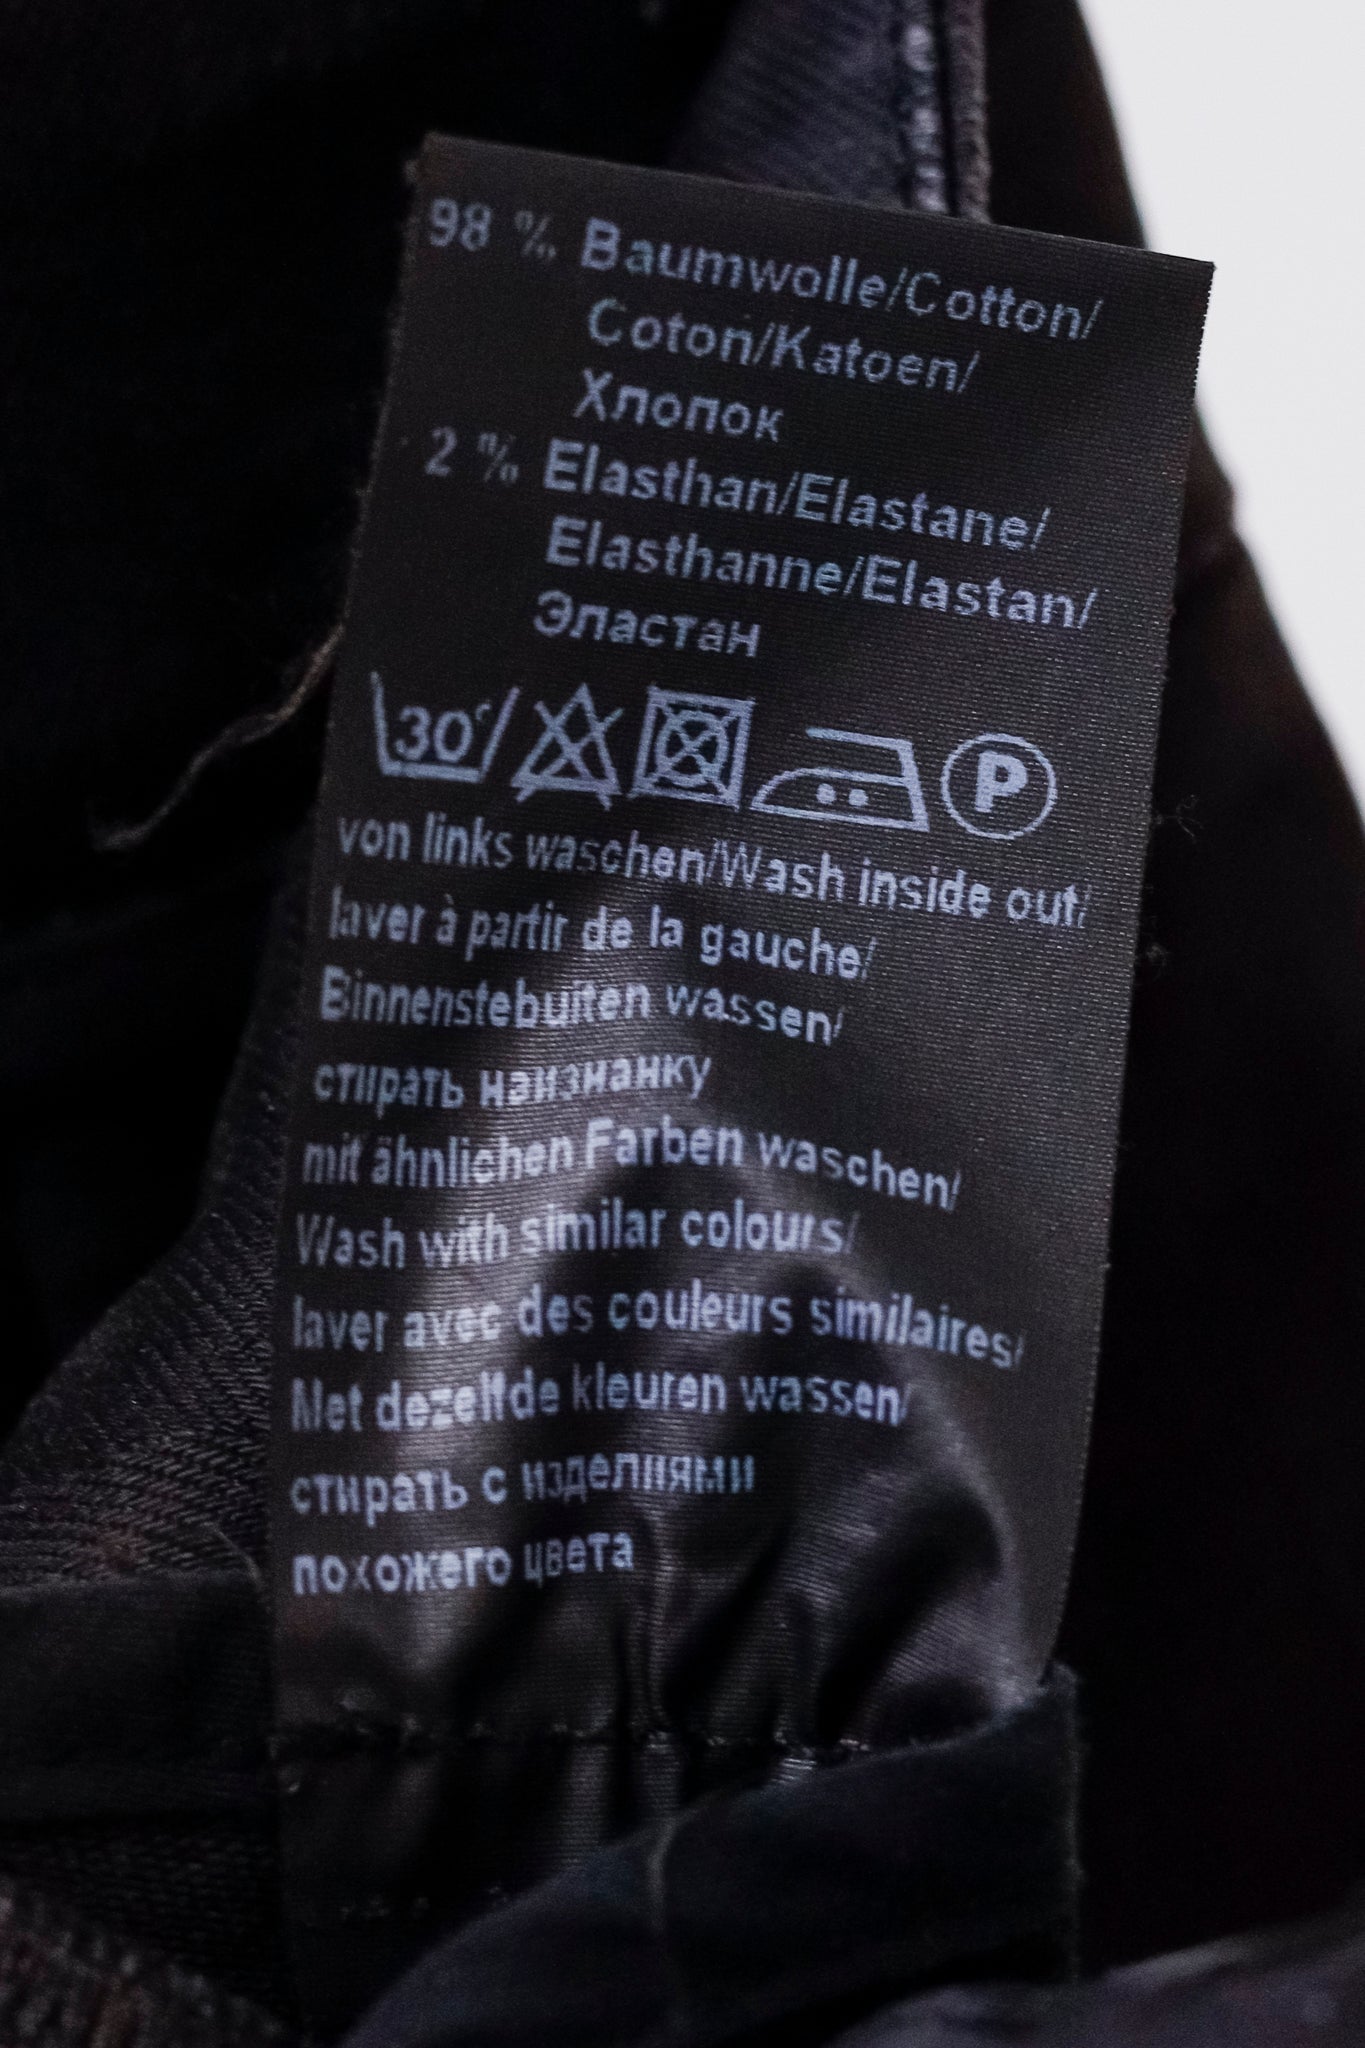 98 % Baumwolle/Cotton/
Coton/Katoen/
Хлопок
2 % Elasthan/Elastane/
Elasthanne/Elastan/
Эластан
30° P
von links waschen/Wash inside out/
laver à partir de la gauche/
Binnenstebuiten wassen/
стирать наизнанку
mit ähnlichen Farben waschen/
Wash with similar colours/
laver avec des couleurs similaires/
Met dezelfde kleuren wassen/
стирать с изделиями
похожего цвета